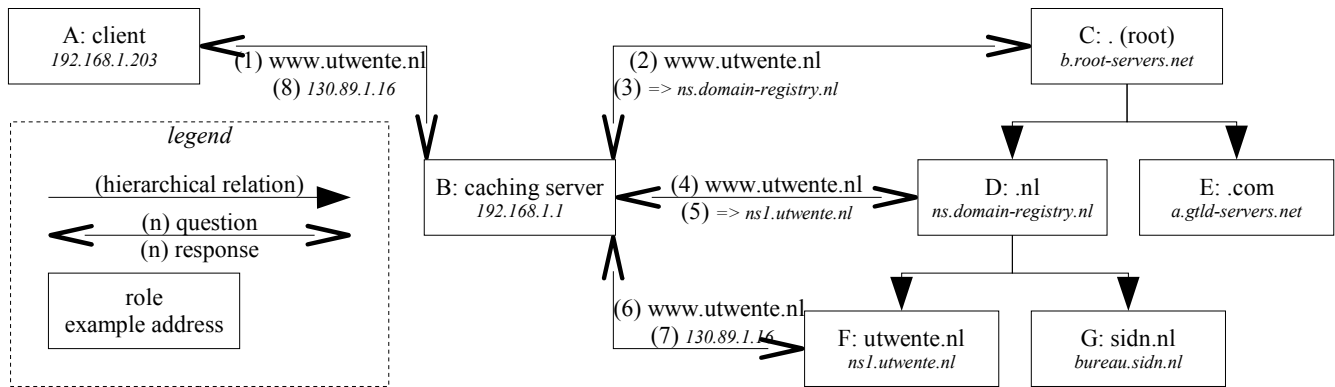 A: client
192.168.1.203
(1) www.utwente.nl
(8) 130.89.1.16
(2) www.utwente.nl
(3) => ns.domain-registry.nl
C: . (root)
b.root-servers.net
legend
(hierarchical relation)
(n) question
(n) response
role
example address
B: caching server
192.168.1.1
(4) www.utwente.nl
(5) => ns1.utwente.nl
D: .nl
ns.domain-registry.nl
E: .com
a.gtld-servers.net
(6) www.utwente.nl
(7) 130.89.1.16
F: utwente.nl
ns1.utwente.nl
G: sidn.nl
bureau.sidn.nl